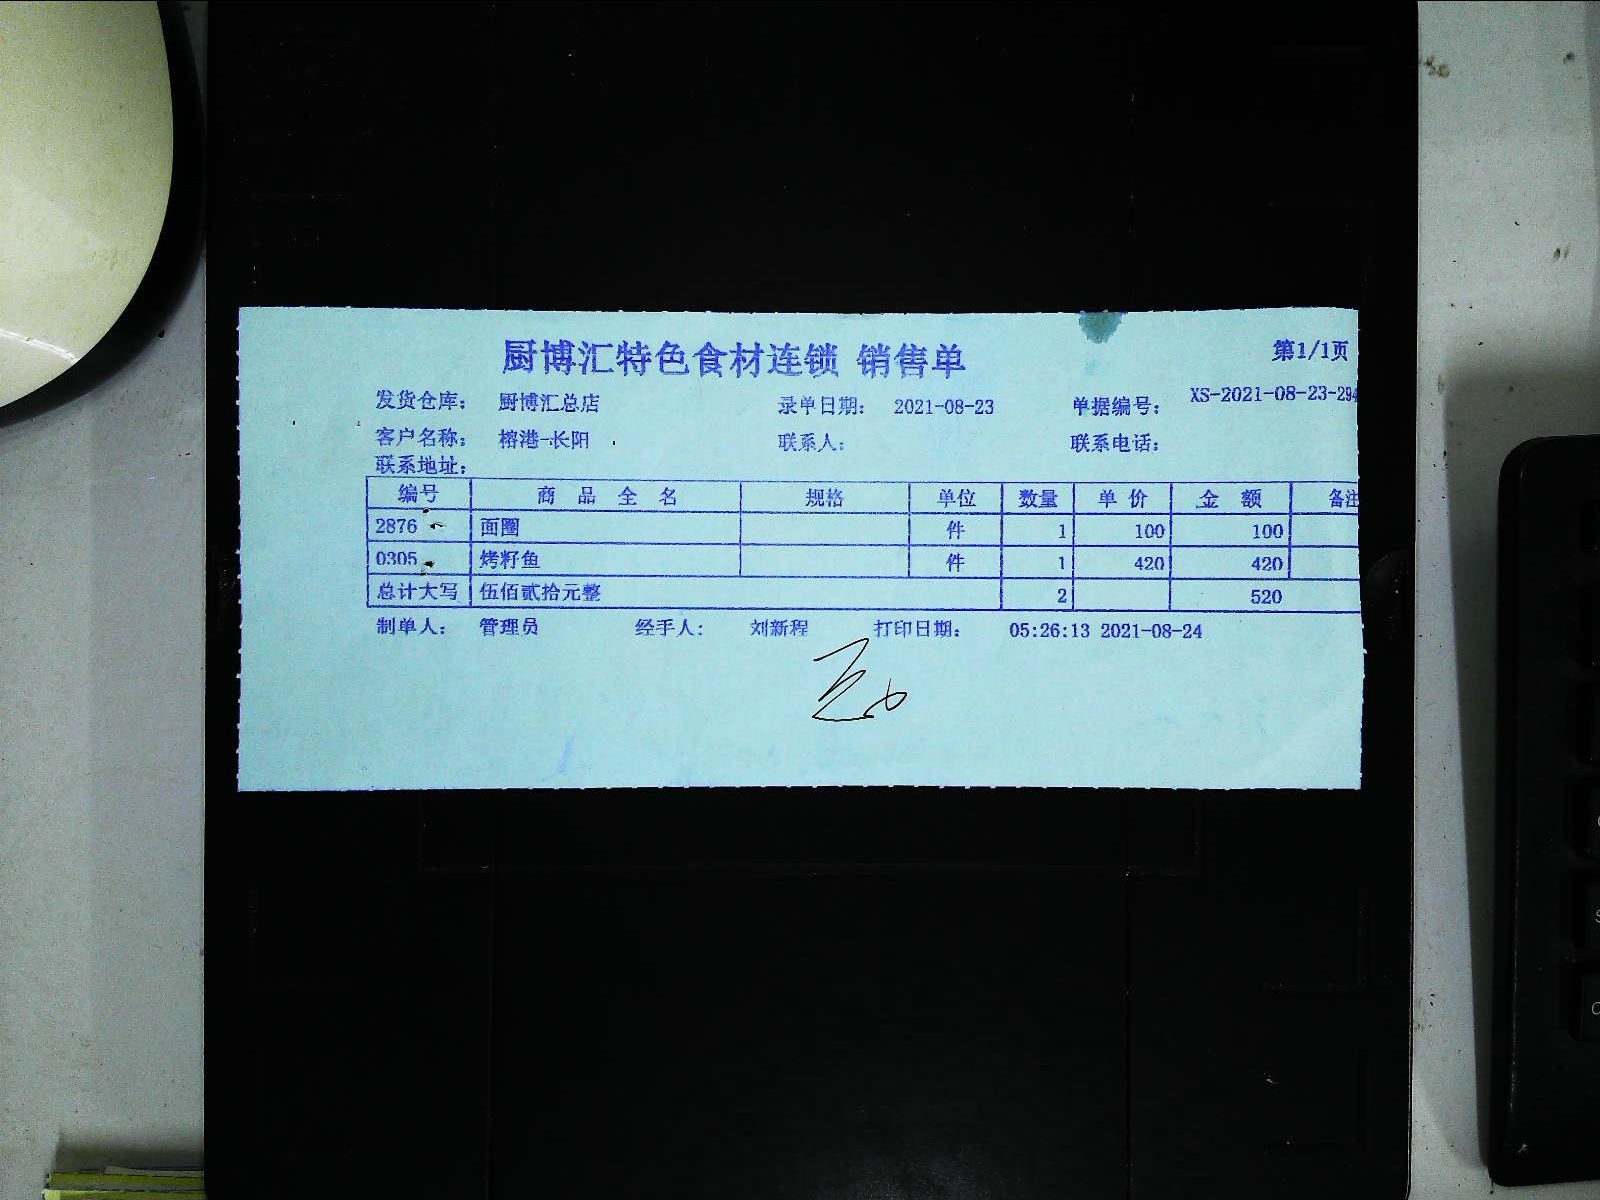 厨博汇特色食材连锁 销售单 第1/1页
发货仓库： 厨博汇总店 录单日期： 2021-08-23 单据编号： XS-2021-08-23-294
客户名称： 榕港-长阳 联系人： 联系电话：
联系地址：
编号 商品全名 规格 单位 数量 单价 金额 备注
2876 面圈 件 1 100 100
0305 烤籽鱼 件 1 420 420
总计大写 伍佰贰拾元整 2 520
制单人： 管理员 经手人： 刘新程 打印日期： 05:26:13 2021-08-24